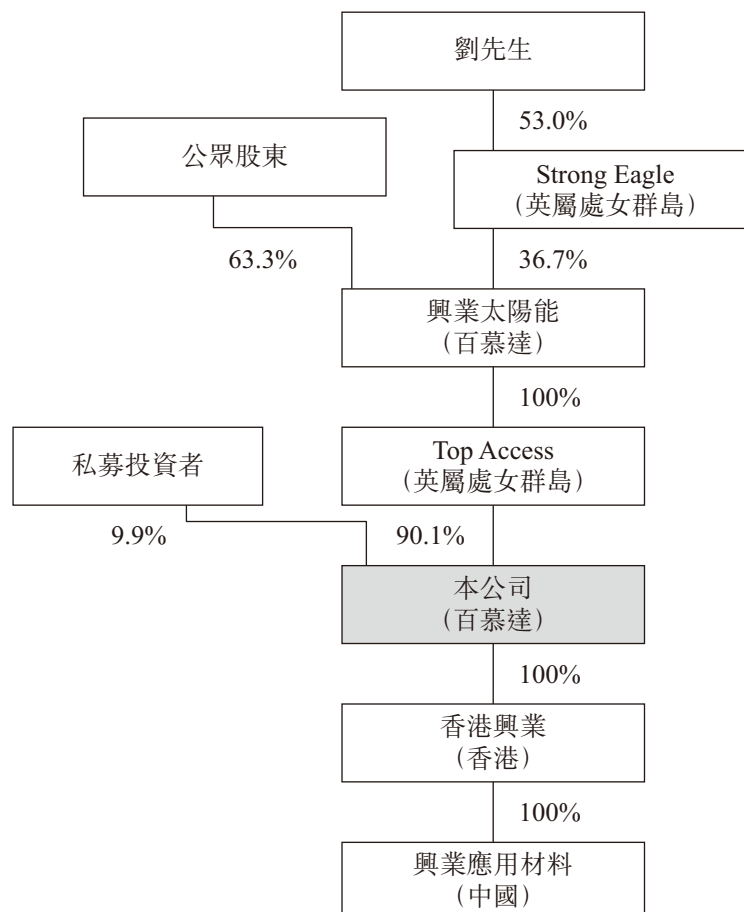 劉先生
53.0%
公眾股東
Strong Eagle
(英屬處女群島)
63.3%
36.7%
興業太陽能
(百慕達)
100%
私募投資者
Top Access
(英屬處女群島)
9.9%
90.1%
本公司
(百慕達)
100%
香港興業
(香港)
100%
興業應用材料
(中國)